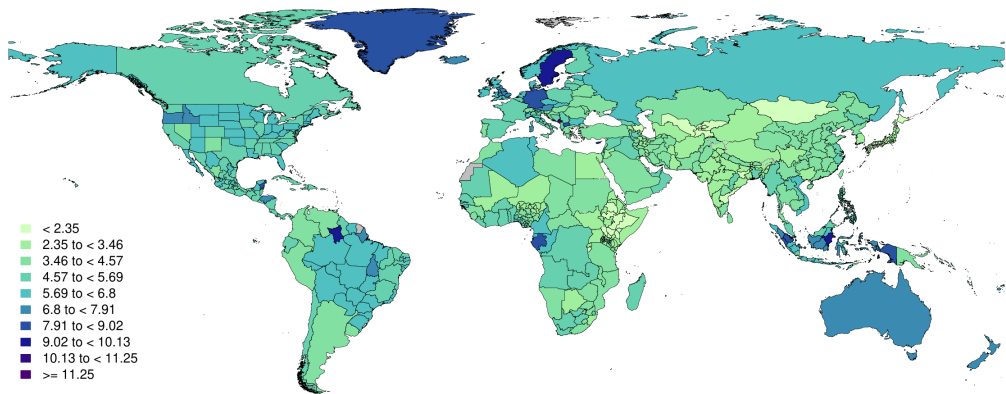 < 2.35
2.35 to < 3.46
3.46 to < 4.57
4.57 to < 5.69
5.69 to < 6.8
6.8 to < 7.91
7.91 to < 9.02
9.02 to < 10.13
10.13 to < 11.25
>= 11.25